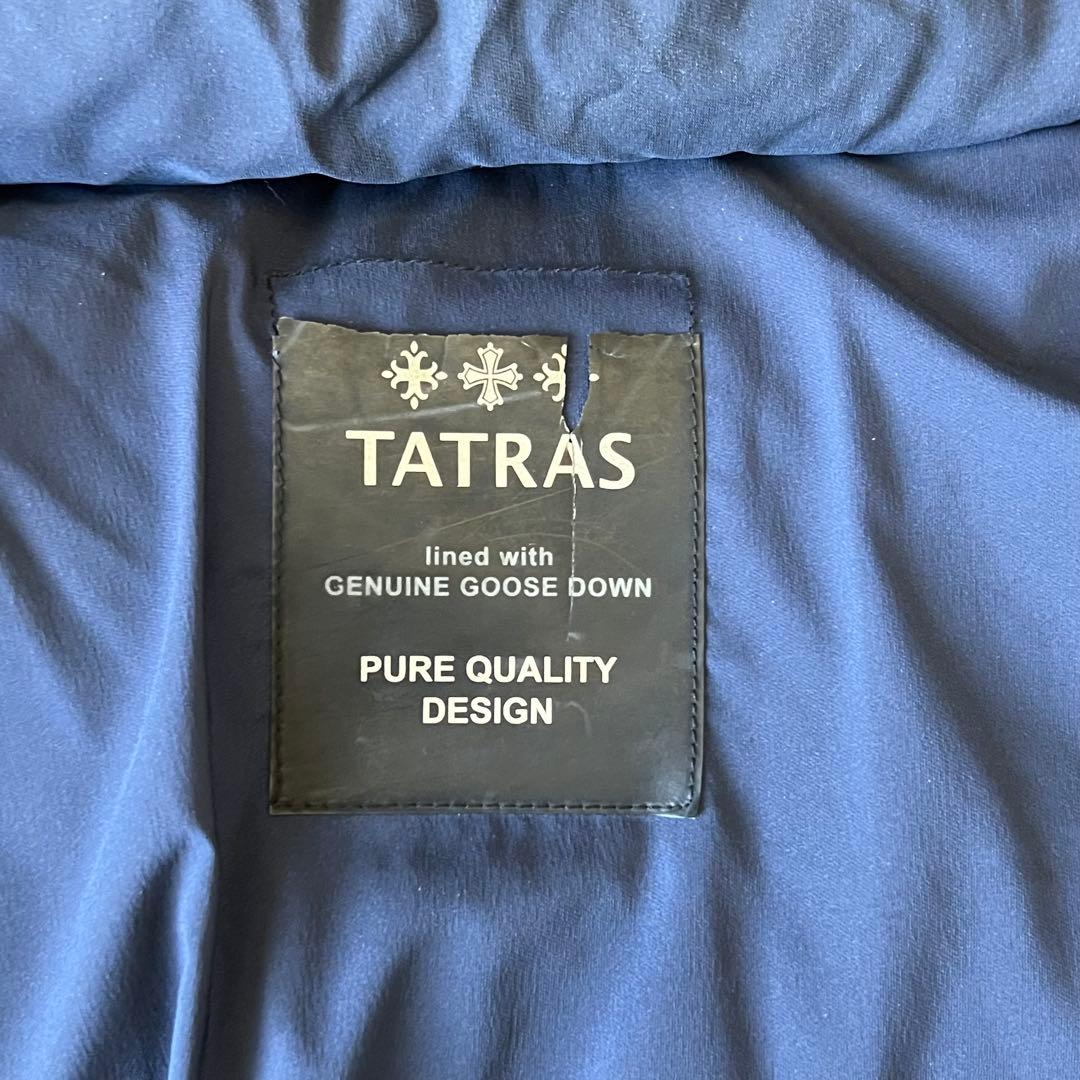 TATRAS
lined with
GENUINE GOOSE DOWN
PURE QUALITY
DESIGN